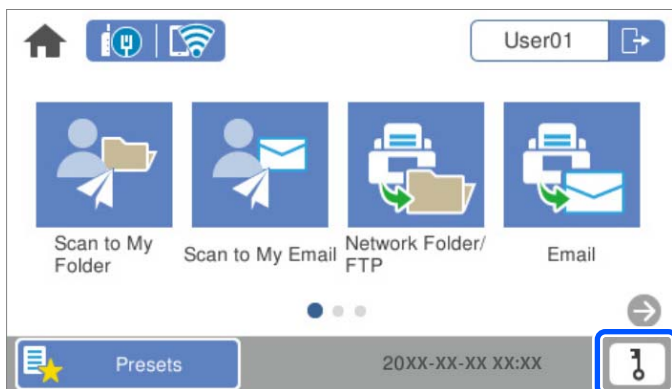 User01
Scan to My
Folder
Scan to My Email
Network Folder/
FTP
Email
Presets
20XX-XX-XX XX:XX